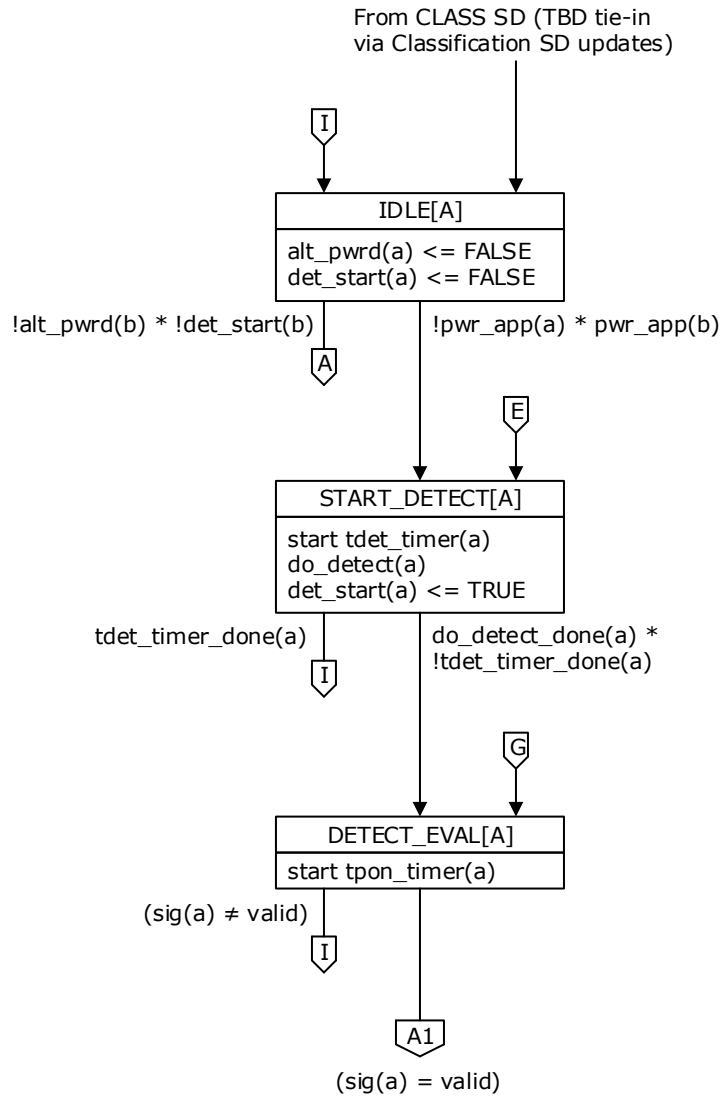 From CLASS SD (TBD tie-in
via Classification SD updates)
I
IDLE[A]
alt_pwrd(a) <= FALSE
det_start(a) <= FALSE
!alt_pwrd(b) * !det_start(b)
!pwr_app(a) * pwr_app(b)
A
E
START_DETECT[A]
start tdet_timer(a)
do_detect(a)
det_start(a) <= TRUE
tdet_timer_done(a)
do_detect_done(a) *
!tdet_timer_done(a)
I
G
DETECT_EVAL[A]
start tpon_timer(a)
(sig(a) ≠ valid)
I
A1
(sig(a) = valid)